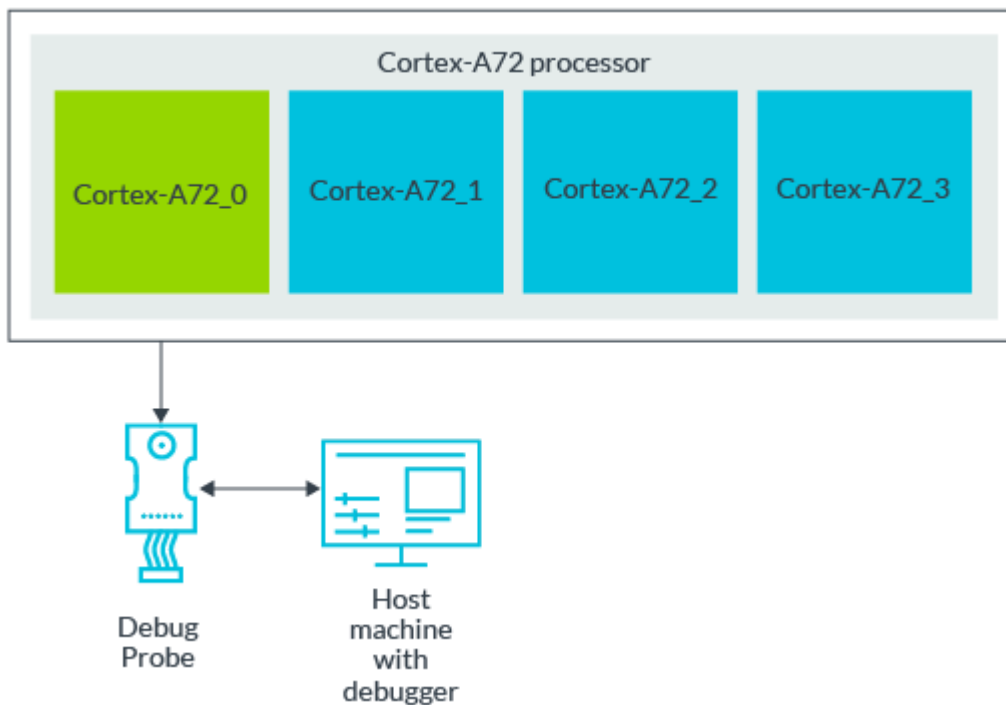 Cortex-A72 processor
Cortex-A72_0
Cortex-A72_1
Cortex-A72_2
Cortex-A72_3
Debug
Probe
Host
machine
with
debugger